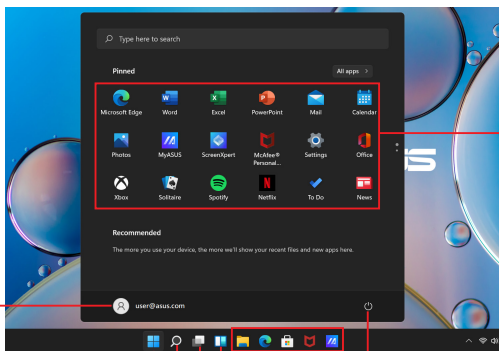 Type here to search
Pinned
All apps >
Microsoft Edge
Word
Excel
PowerPoint
Mail
Calendar
Photos
MyASUS
ScreenXpert
McAfee®
Personal...
Settings
Office
Xbox
Solitaire
Spotify
Netflix
To Do
News
Recommended
The more you use your device, the more we'll show your recent files and new apps here.
user@asus.com